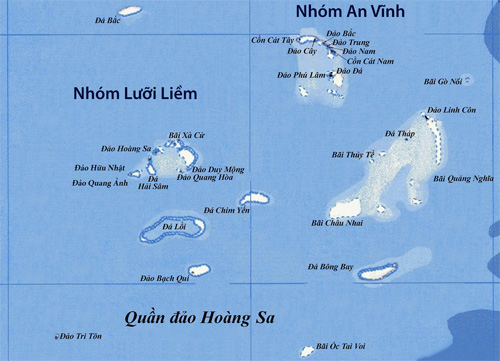 Đá Bắc
Nhóm An Vĩnh
Cồn Cát Tây
Đảo Bắc
Đảo Trung
Đảo Cây
Đảo Nam
Cồn Cát Nam
Đảo Phú Lâm
Đảo Đá
Bãi Gò Nổi
Nhóm Lưỡi Liềm
Đảo Linh Côn
Bãi Xà Cừ
Đá Tháp
Đảo Hoàng Sa
Bãi Thủy Tề
Đảo Hữu Nhật
Đảo Duy Mộng
Đảo Quang Hòa
Đảo Quang Ảnh
Đá
Hải Sâm
Bãi Quảng Nghĩa
Đá Chim Yến
Bãi Châu Nhai
Đá Lồi
Đá Bông Bay
Đảo Bạch Qui
Quần đảo Hoàng Sa
Đảo Tri Tôn
Bãi Ốc Tai Voi